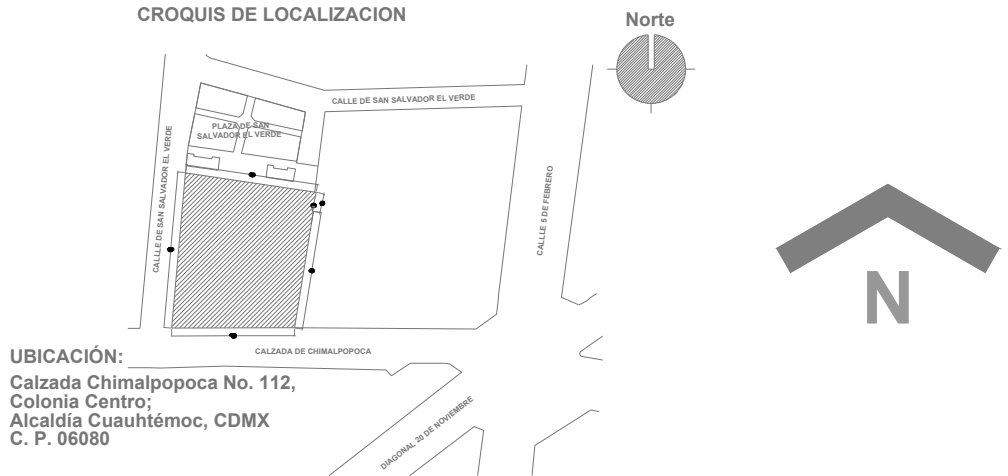 CROQUIS DE LOCALIZACION
Norte
CALLE DE SAN SALVADOR EL VERDE
PLAZA DE SAN
SALVADOR EL VERDE
CALLLE DE SAN SALVADOR EL VERDE
CALLLE 5 DE FEBRERO
N
CALZADA DE CHIMALPOPOCA
UBICACIÓN:
Calzada Chimalpopoca No. 112,
Colonia Centro;
Alcaldía Cuauhtémoc, CDMX
C. P. 06080
DIAGONAL 20 DE NOVIEMBRE